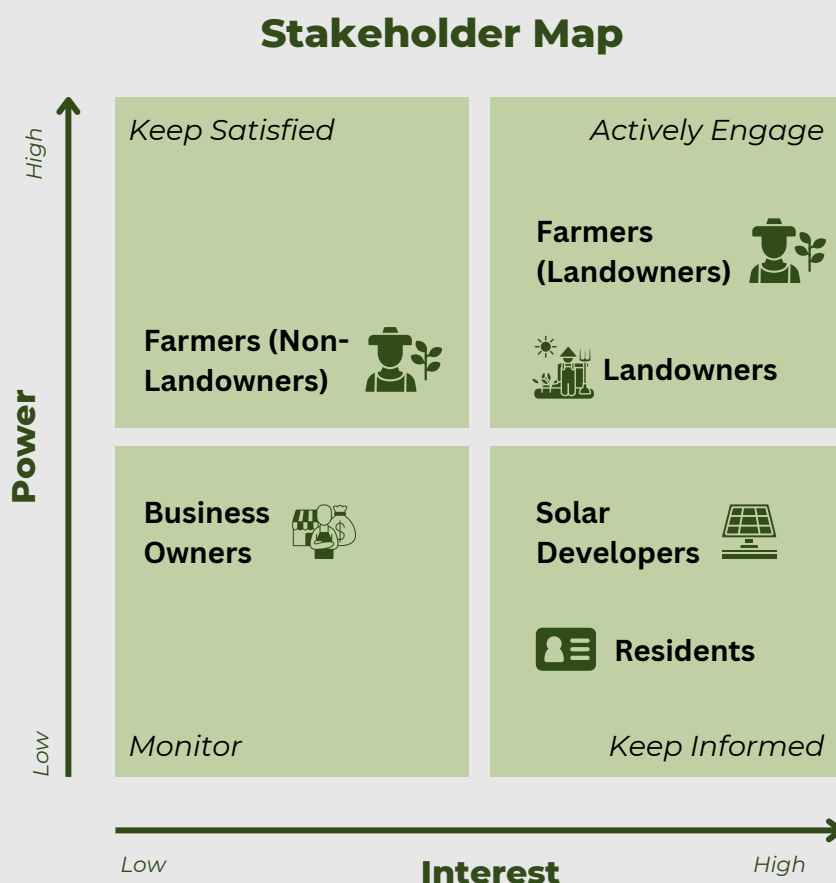 Stakeholder Map
High
Keep Satisfied
Actively Engage
Farmers
(Landowners)
Farmers (Non-
Landowners)
Landowners
Power
Business
Owners
Solar
Developers
Residents
Low
Monitor
Keep Informed
Low
Interest
High